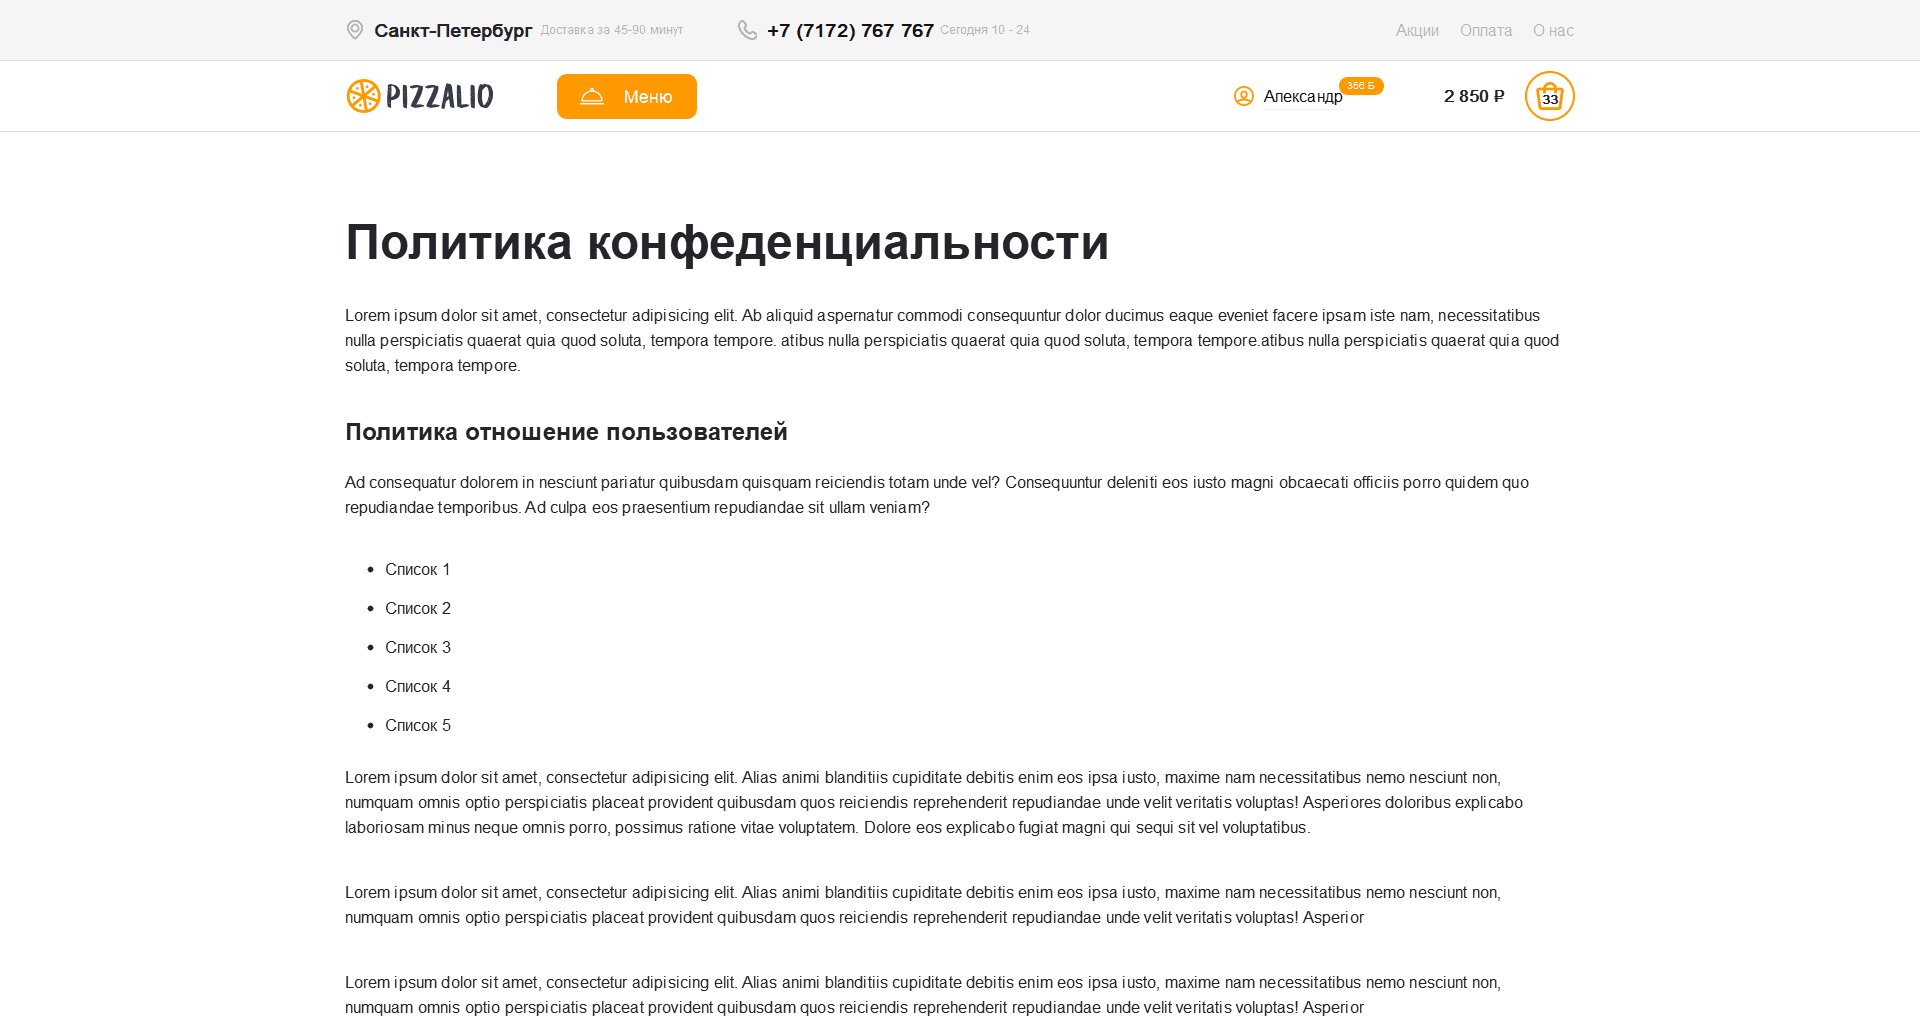 Санкт-Петербург Доставка за 45-90 минут +7 (7172) 767 767 Сегодня 10 - 24 Акции Оплата О нас
PIZZALIO Меню Александр 356 Б 2 850 ₽ 33
Политика конфеденциальности
Lorem ipsum dolor sit amet, consectetur adipisicing elit. Ab aliquid aspernatur commodi consequuntur dolor ducimus eaque eveniet facere ipsam iste nam, necessitatibus
nulla perspiciatis quaerat quia quod soluta, tempora tempore. atibus nulla perspiciatis quaerat quia quod soluta, tempora tempore.atibus nulla perspiciatis quaerat quia quod
soluta, tempora tempore.
Политика отношение пользователей
Ad consequatur dolorem in nesciunt pariatur quibusdam quisquam reiciendis totam unde vel? Consequuntur deleniti eos iusto magni obcaecati officiis porro quidem quo
repudiandae temporibus. Ad culpa eos praesentium repudiandae sit ullam veniam?
• Список 1
• Список 2
• Список 3
• Список 4
• Список 5
Lorem ipsum dolor sit amet, consectetur adipisicing elit. Alias animi blanditiis cupiditate debitis enim eos ipsa iusto, maxime nam necessitatibus nemo nesciunt non,
numquam omnis optio perspiciatis placeat provident quibusdam quos reiciendis reprehenderit repudiandae unde velit veritatis voluptas! Asperiores doloribus explicabo
laboriosam minus neque omnis porro, possimus ratione vitae voluptatem. Dolore eos explicabo fugiat magni qui sequi sit vel voluptatibus.
Lorem ipsum dolor sit amet, consectetur adipisicing elit. Alias animi blanditiis cupiditate debitis enim eos ipsa iusto, maxime nam necessitatibus nemo nesciunt non,
numquam omnis optio perspiciatis placeat provident quibusdam quos reiciendis reprehenderit repudiandae unde velit veritatis voluptas! Asperior
Lorem ipsum dolor sit amet, consectetur adipisicing elit. Alias animi blanditiis cupiditate debitis enim eos ipsa iusto, maxime nam necessitatibus nemo nesciunt non,
numquam omnis optio perspiciatis placeat provident quibusdam quos reiciendis reprehenderit repudiandae unde velit veritatis voluptas! Asperior